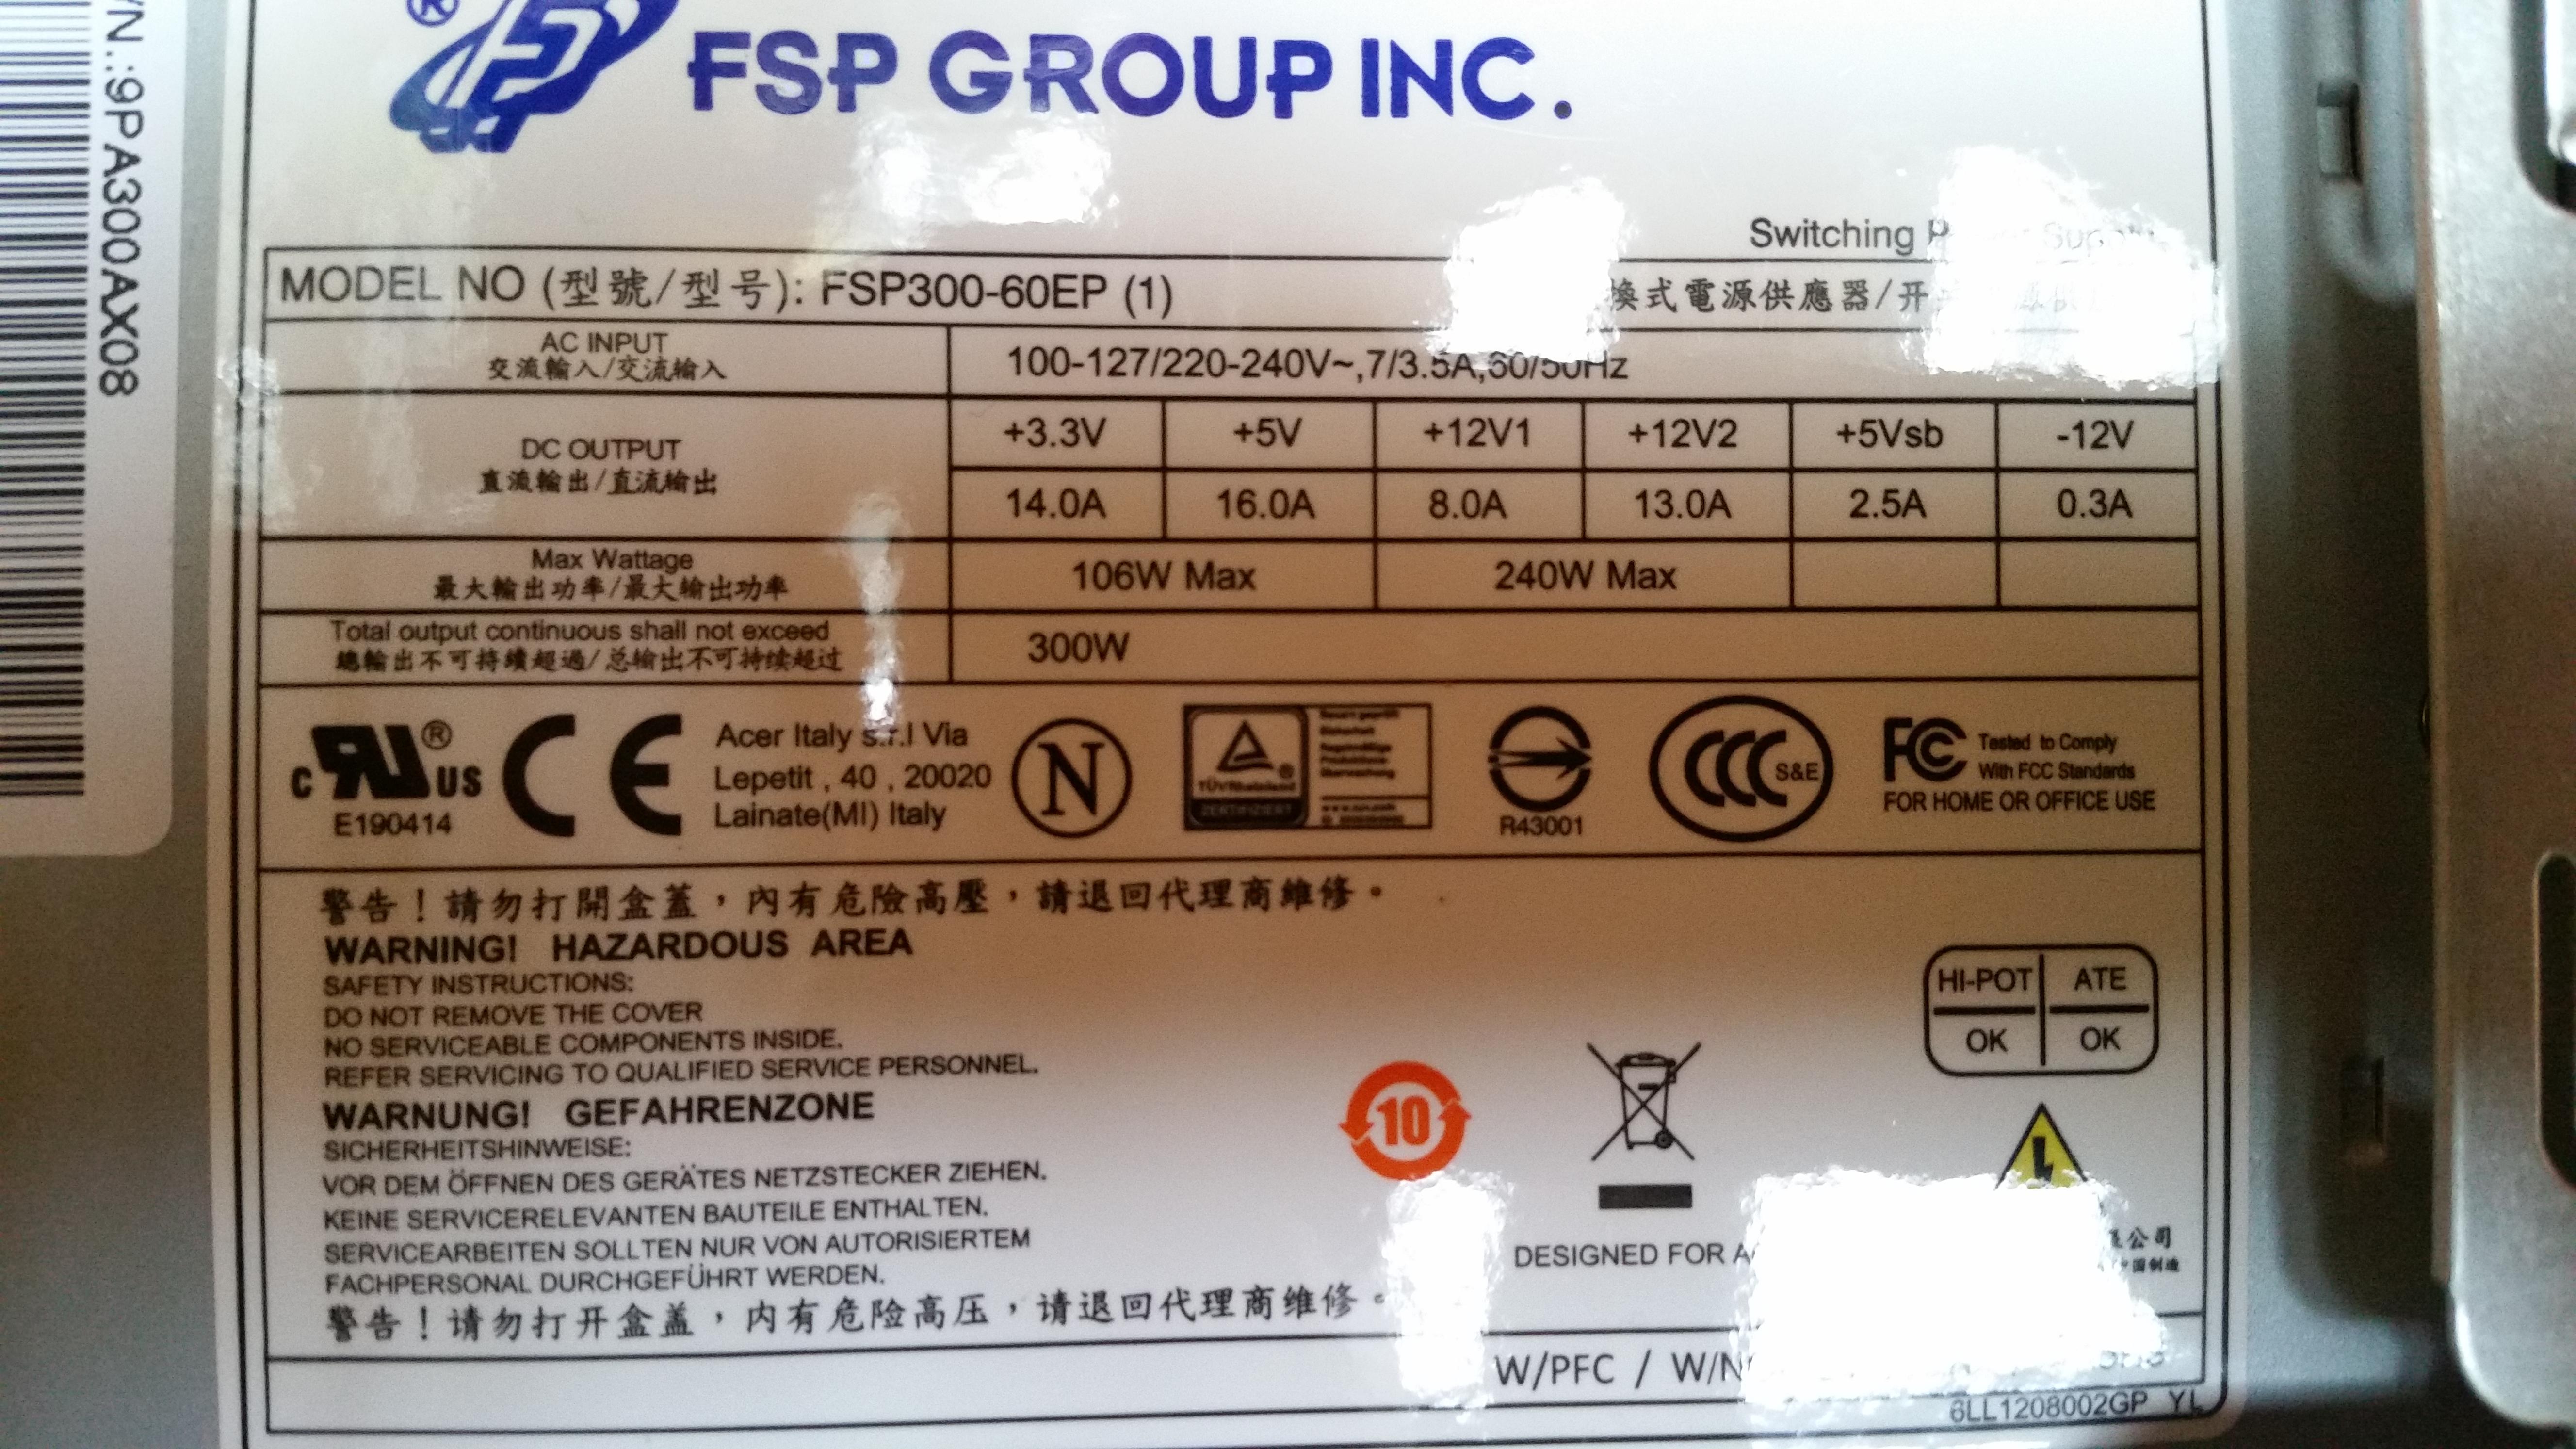 ®
FSP GROUP INC.
N.:9PA300AX08
Switching
MODEL NO (型號/型号): FSP300-60EP (1)
換式電源供應器/开
AC INPUT
交流輸入/交流输入
100-127/220-240V~,7/3.5A,60/50Hz
DC OUTPUT
直流輸出/直流输出
+3.3V +5V +12V1 +12V2 +5Vsb -12V
14.0A 16.0A 8.0A 13.0A 2.5A 0.3A
Max Wattage
最大輸出功率/最大输出功率
106W Max 240W Max
Total output continuous shall not exceed
總輸出不可持續超過/总输出不可持续超过
300W
c RU US ®
E190414
CE
Acer Italy s.r.l Via
Lepetit , 40 , 20020
Lainate(MI) Italy
N
TÜVRheinland
ZERTIFIZIERT
R43001
CCC S&E
FC Tested to Comply
With FCC Standards
FOR HOME OR OFFICE USE
警告！請勿打開盒蓋，內有危險高壓，請退回代理商維修。
WARNING! HAZARDOUS AREA
SAFETY INSTRUCTIONS:
DO NOT REMOVE THE COVER
NO SERVICEABLE COMPONENTS INSIDE.
REFER SERVICING TO QUALIFIED SERVICE PERSONNEL.
WARNUNG! GEFAHRENZONE
SICHERHEITSHINWEISE:
VOR DEM ÖFFNEN DES GERÄTES NETZSTECKER ZIEHEN.
KEINE SERVICERELEVANTEN BAUTEILE ENTHALTEN.
SERVICEARBEITEN SOLLTEN NUR VON AUTORISIERTEM
FACHPERSONAL DURCHGEFÜHRT WERDEN.
警告！请勿打开盒盖，内有危险高压，请退回代理商维修。
HI-POT ATE
OK OK
10
DESIGNED FOR
公司
中国制造
W/PFC /
6LL1208002GP YL